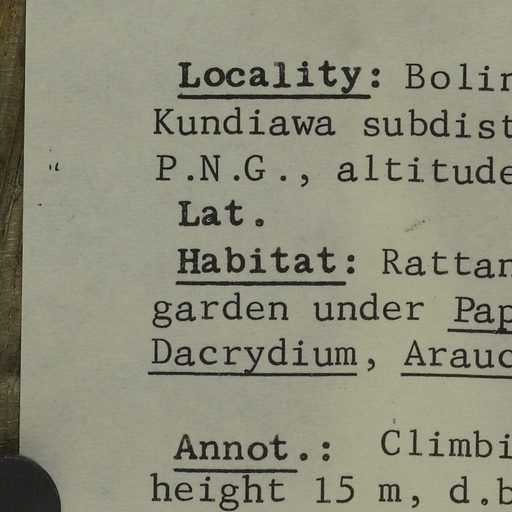 Locality: Bolin
Kundiawa subdist
P.N.G., altitude
Lat.
Habitat: Rattan
garden under Pap
Dacrydium, Arauc
Annot.: Climbi
height 15 m, d.b